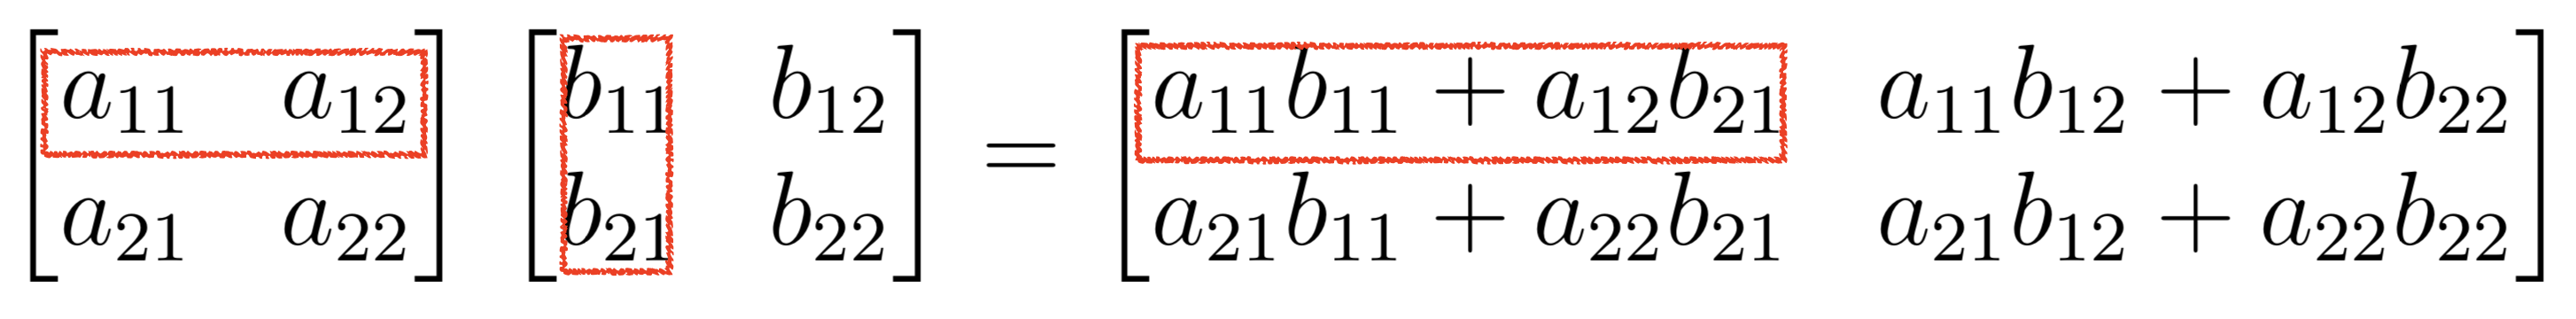 [a₁₁ a₁₂] [b₁₁ b₁₂] = [a₁₁b₁₁ + a₁₂b₂₁ a₁₁b₁₂ + a₁₂b₂₂]
[a₂₁ a₂₂] [b₂₁ b₂₂] [a₂₁b₁₁ + a₂₂b₂₁ a₂₁b₁₂ + a₂₂b₂₂]